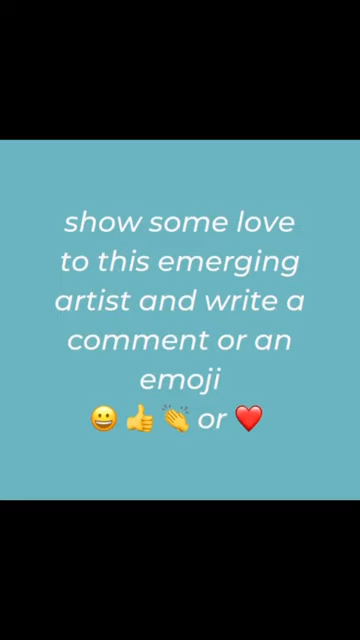 show some love
to this emerging
artist and write a
comment or an
emoji
😀 👍 👏 or ❤️